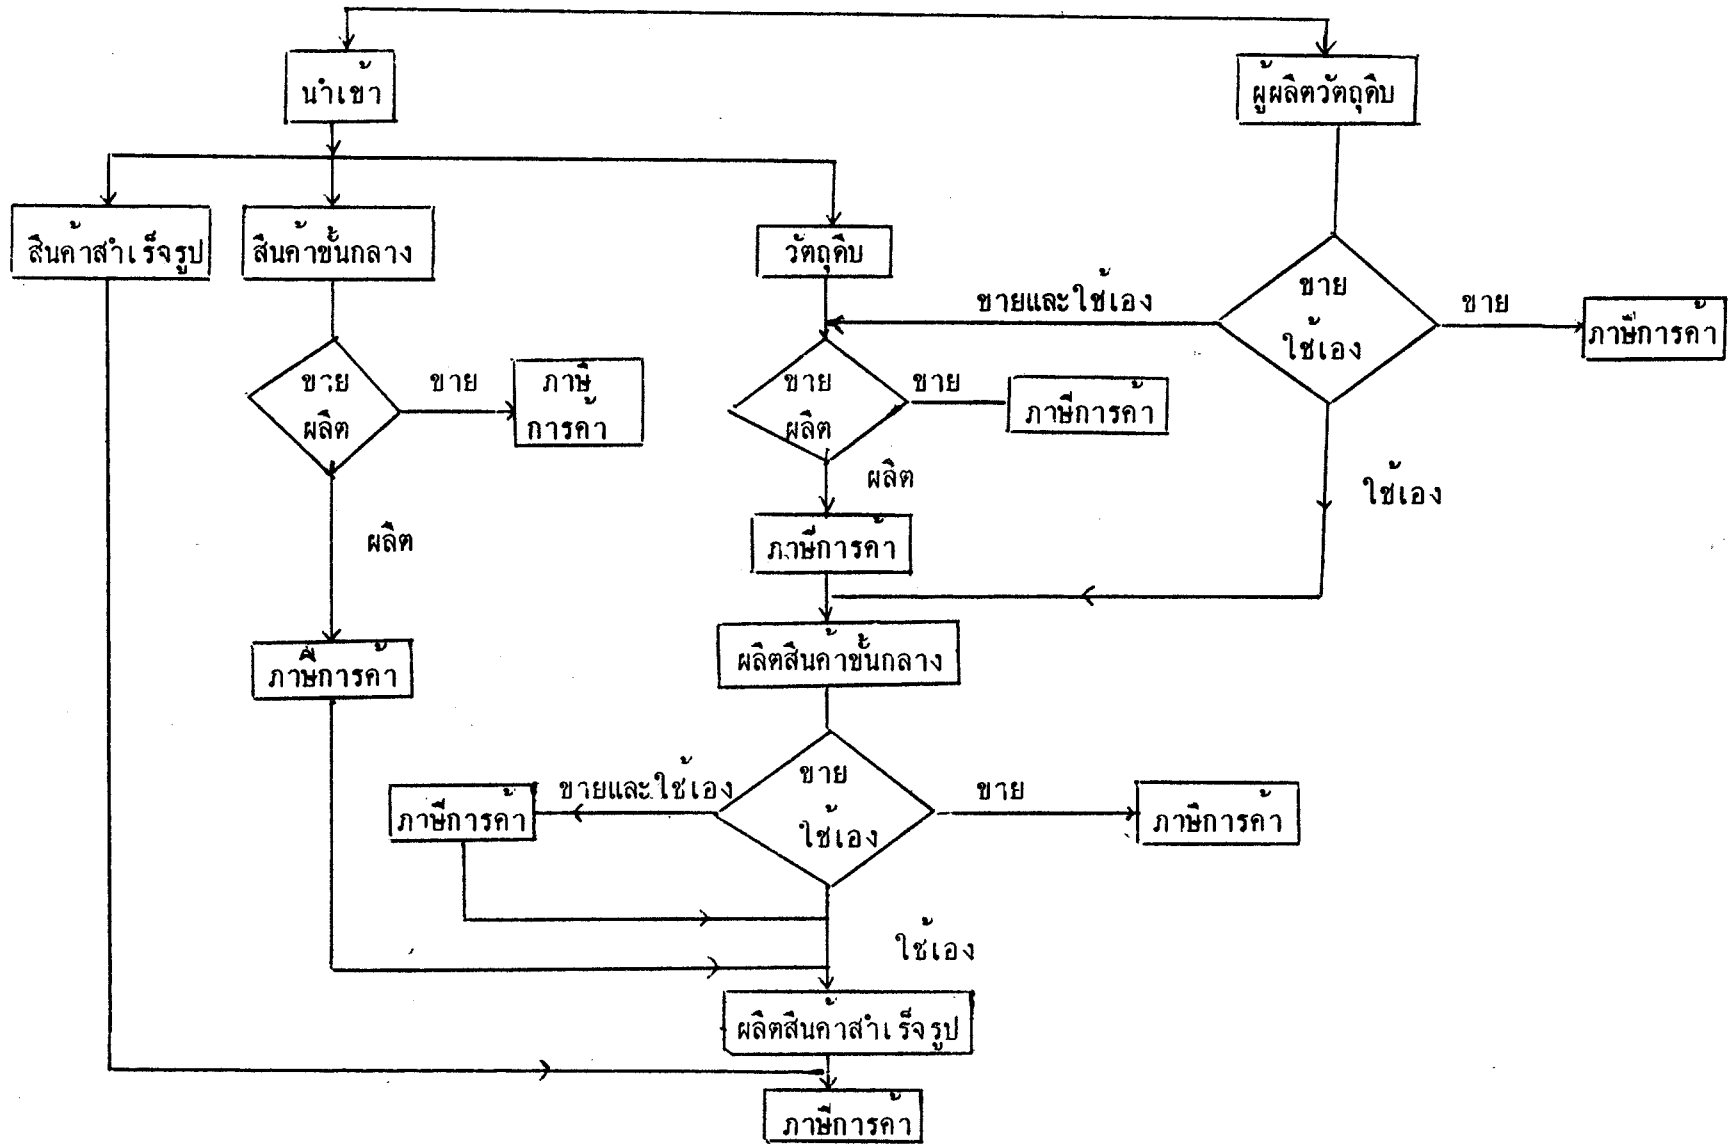 นำเข้า
ผู้ผลิตวัตถุดิบ
สินค้าสำเร็จรูป
สินค้าขั้นกลาง
วัตถุดิบ
ขายและใช้เอง
ขาย
ใช้เอง
ขาย
ภาษีการค้า
ขาย
ผลิต
ขาย
ภาษี
การค้า
ขาย
ผลิต
ขาย
ภาษีการค้า
ผลิต
ใช้เอง
ผลิต
ภาษีการค้า
ภาษีการค้า
ผลิตสินค้าขั้นกลาง
ภาษีการค้า
ขายและใช้เอง
ขาย
ใช้เอง
ขาย
ภาษีการค้า
ใช้เอง
ผลิตสินค้าสำเร็จรูป
ภาษีการค้า